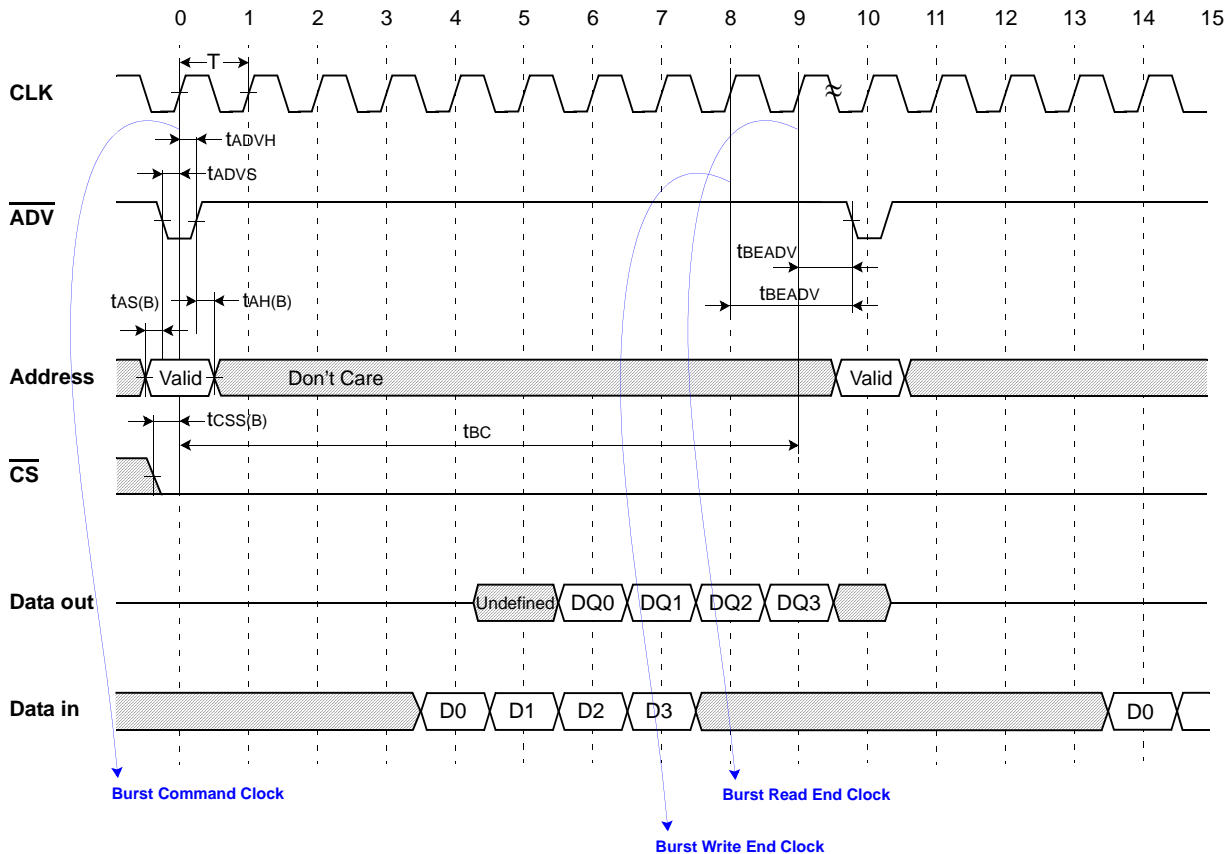 0 1 2 3 4 5 6 7 8 9 10 11 12 13 14 15
T
CLK
tADVH
tADVS
ADV
tBEADV
tBEADV
tAS(B) tAH(B)
Address Valid Don't Care Valid
tCSS(B)
tBC
CS
Data out Undefined DQ0 DQ1 DQ2 DQ3
Data in D0 D1 D2 D3 D0
Burst Command Clock
Burst Read End Clock
Burst Write End Clock